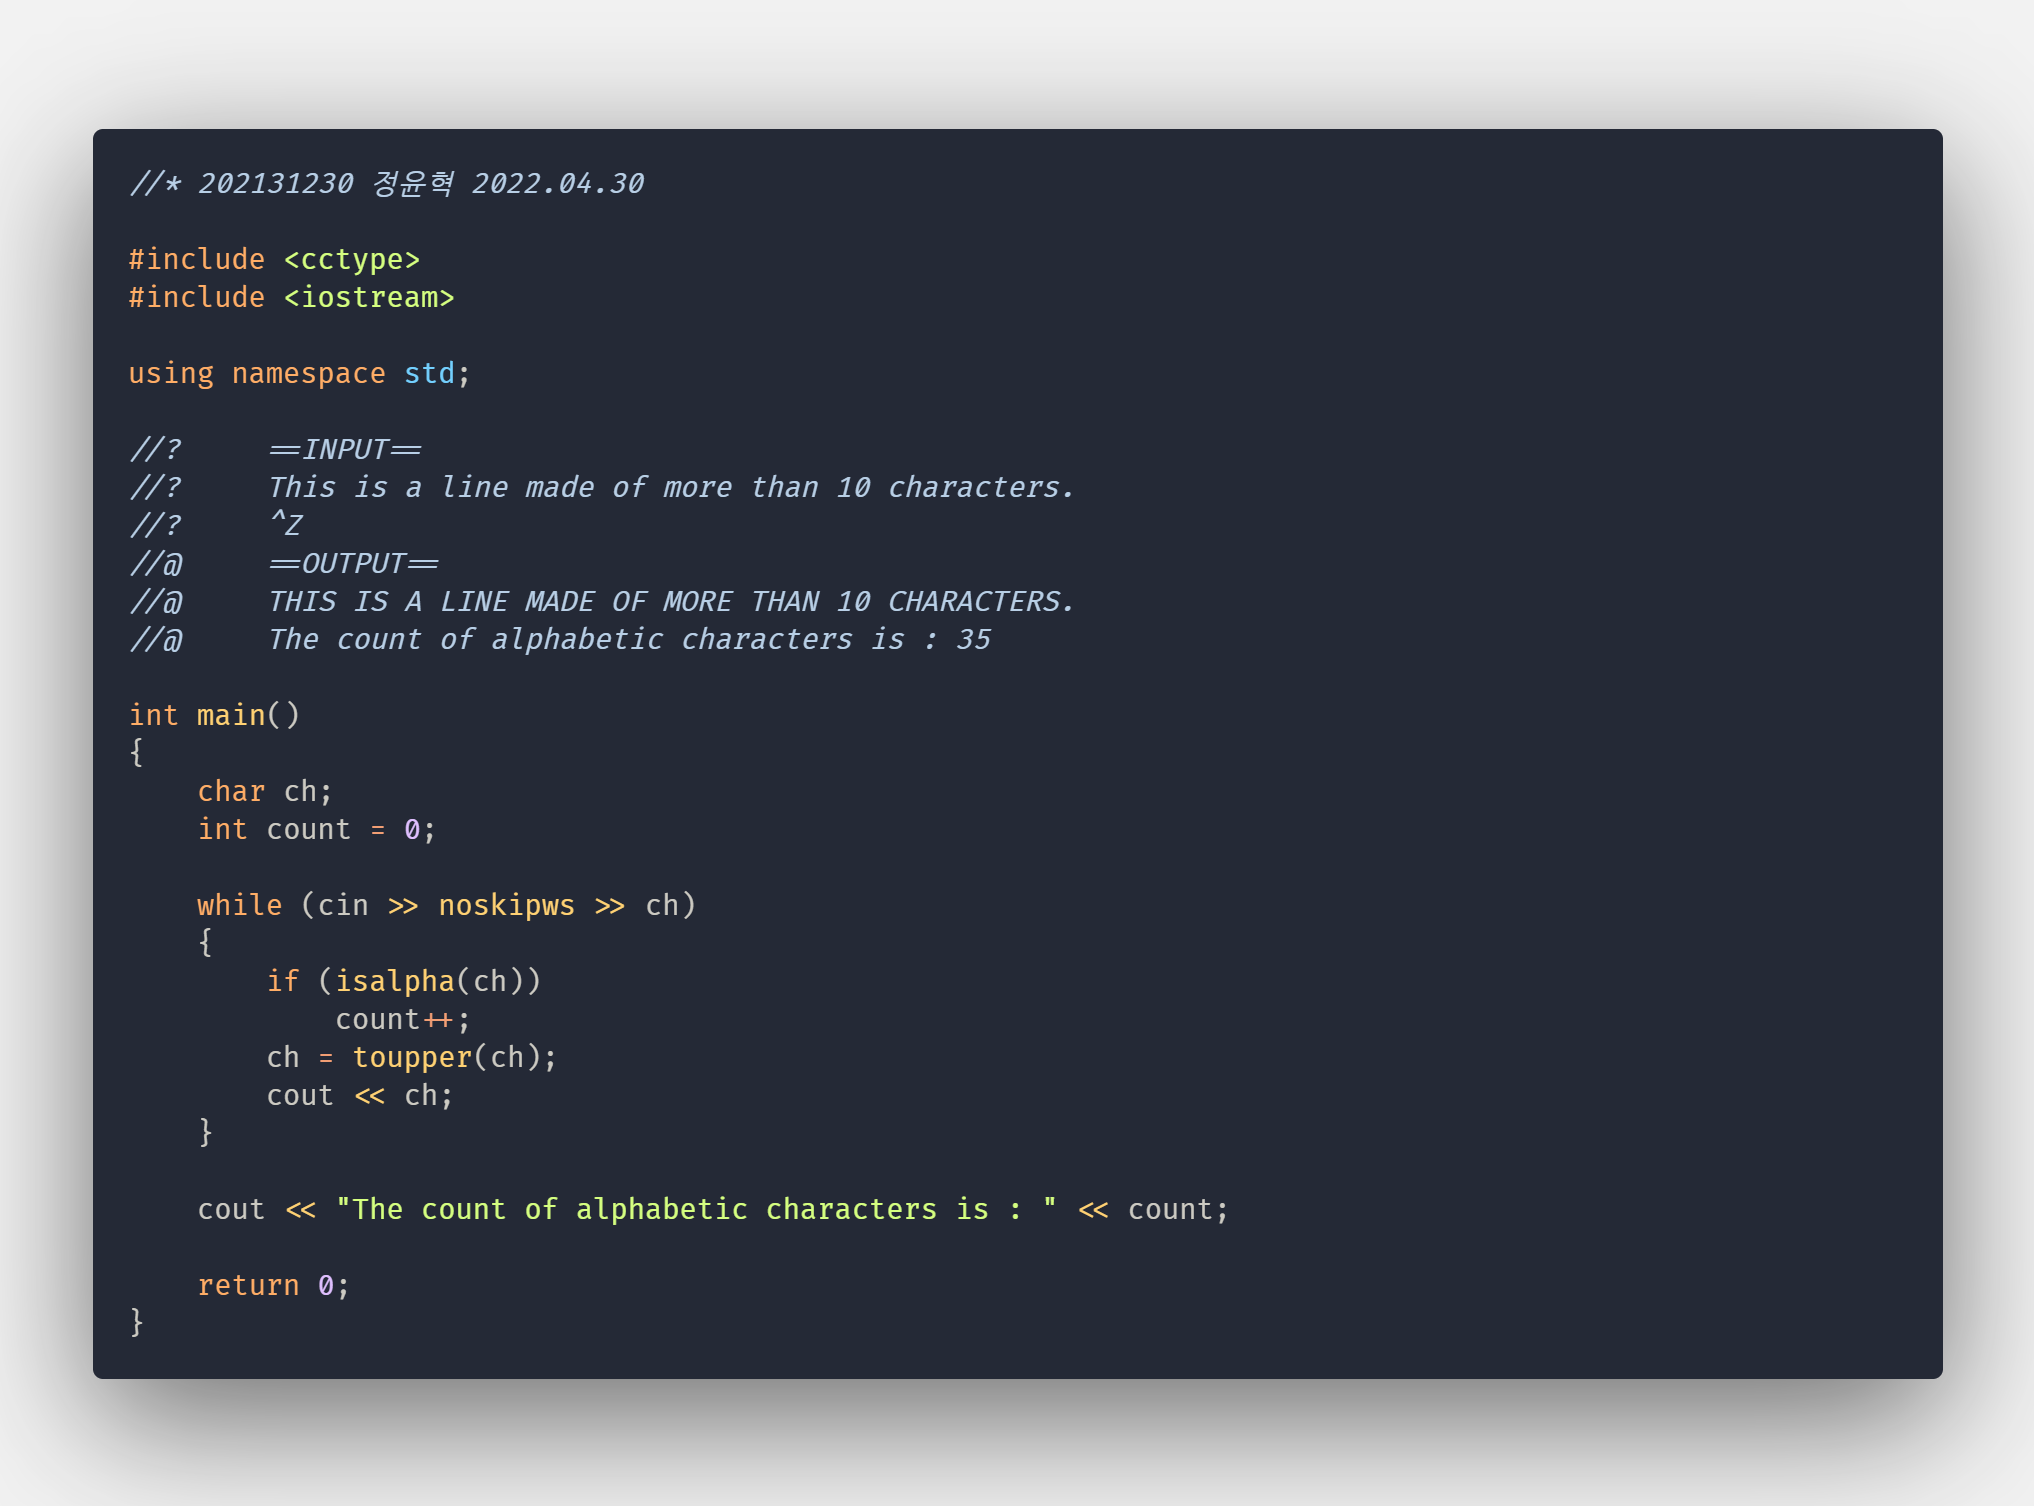 //* 202131230 정윤혁 2022.04.30

#include <cctype>
#include <iostream>

using namespace std;

//?     ==INPUT==
//?     This is a line made of more than 10 characters.
//?     ^Z
//@     ==OUTPUT==
//@     THIS IS A LINE MADE OF MORE THAN 10 CHARACTERS.
//@     The count of alphabetic characters is : 35

int main()
{
    char ch;
    int count = 0;

    while (cin >> noskipws >> ch)
    {
        if (isalpha(ch))
            count++;
        ch = toupper(ch);
        cout << ch;
    }

    cout << "The count of alphabetic characters is : " << count;

    return 0;
}